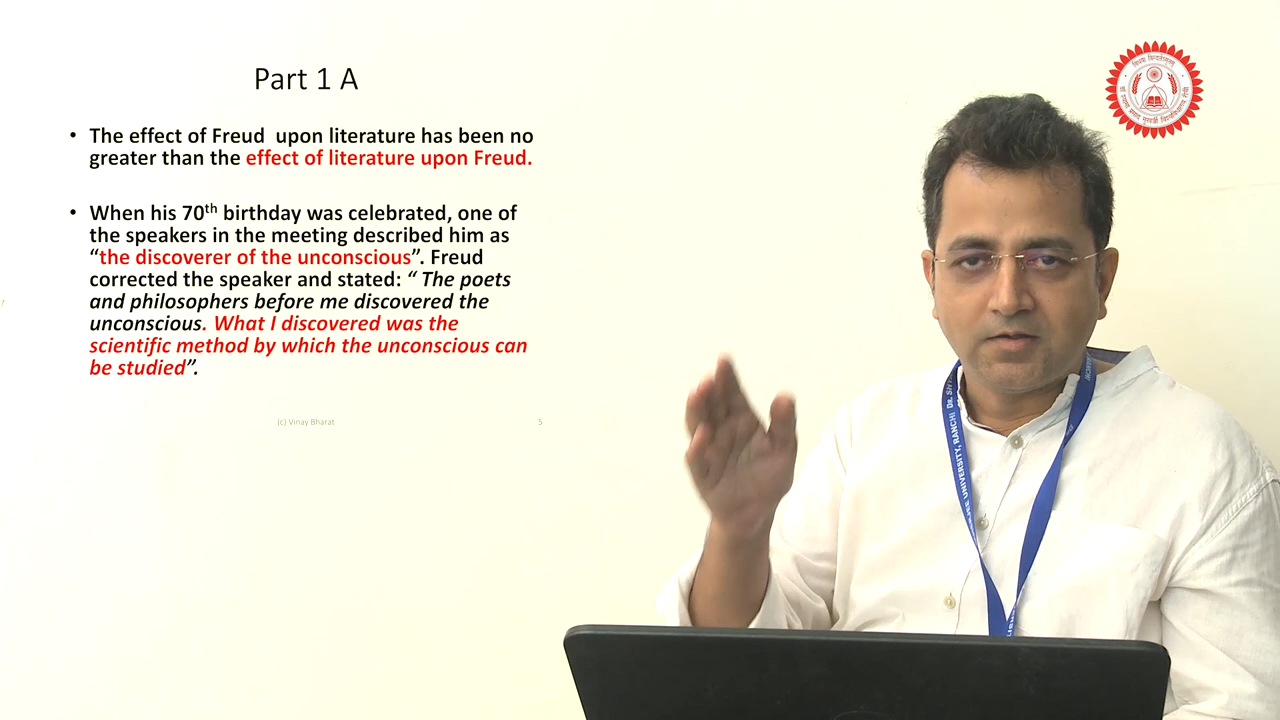 Part 1 A
• The effect of Freud upon literature has been no
greater than the effect of literature upon Freud.
• When his 70th birthday was celebrated, one of
the speakers in the meeting described him as
“the discoverer of the unconscious”. Freud
corrected the speaker and stated: “ The poets
and philosophers before me discovered the
unconscious. What I discovered was the
scientific method by which the unconscious can
be studied”.
(c) Vinay Bharat
5
UNIVERSITY, RANCHI